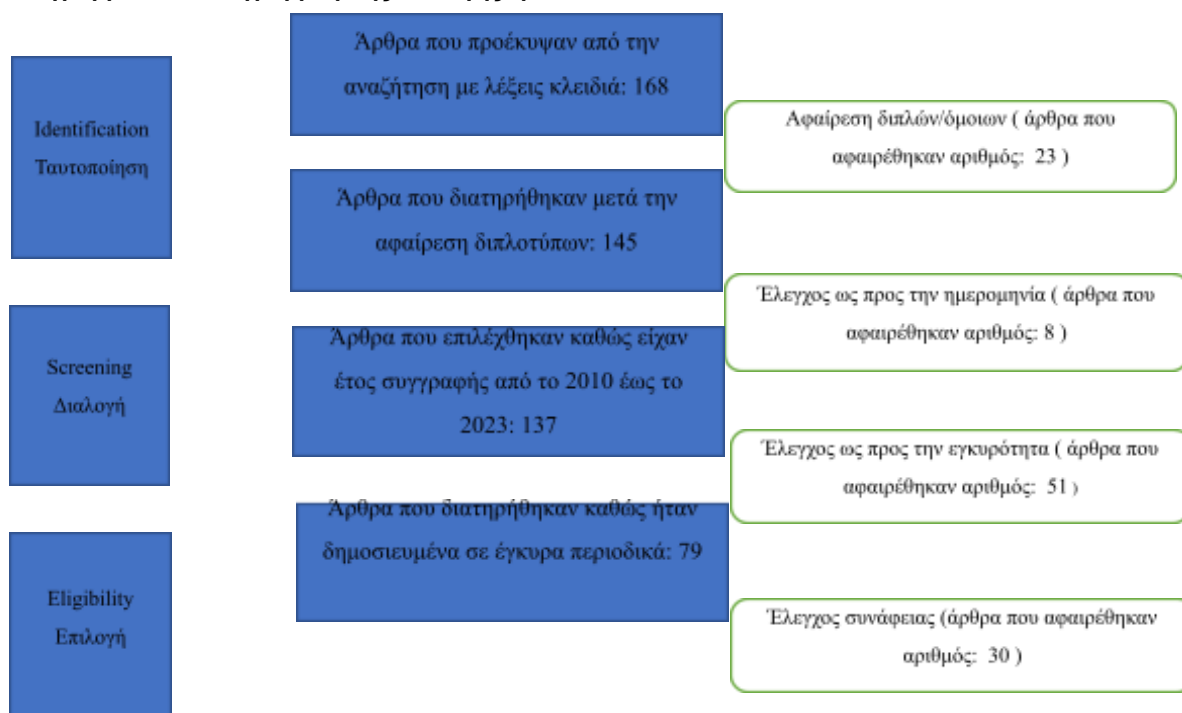 Identification
Ταυτοποίηση
Άρθρα που προέκυψαν από την
αναζήτηση με λέξεις κλειδιά: 168
Αφαίρεση διπλών/όμοιων ( άρθρα που
αφαιρέθηκαν αριθμός: 23 )
Άρθρα που διατηρήθηκαν μετά την
αφαίρεση διπλοτύπων: 145
Έλεγχος ως προς την ημερομηνία ( άρθρα που
αφαιρέθηκαν αριθμός: 8 )
Screening
Διαλογή
Άρθρα που επιλέχθηκαν καθώς είχαν
έτος συγγραφής από το 2010 έως το
2023: 137
Έλεγχος ως προς την εγκυρότητα ( άρθρα που
αφαιρέθηκαν αριθμός: 51 )
Άρθρα που διατηρήθηκαν καθώς ήταν
δημοσιευμένα σε έγκυρα περιοδικά: 79
Eligibility
Επιλογή
Έλεγχος συνάφειας (άρθρα που αφαιρέθηκαν
αριθμός: 30 )